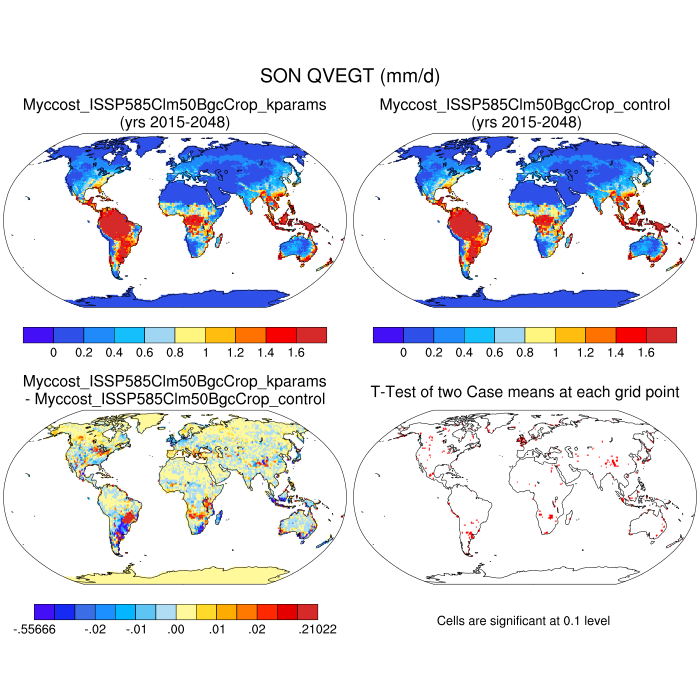 SON QVEGT (mm/d)
Myccost_ISSP585Clm50BgcCrop_kparams
(yrs 2015-2048)
Myccost_ISSP585Clm50BgcCrop_control
(yrs 2015-2048)
0 0.2 0.4 0.6 0.8 1 1.2 1.4 1.6
0 0.2 0.4 0.6 0.8 1 1.2 1.4 1.6
Myccost_ISSP585Clm50BgcCrop_kparams
- Myccost_ISSP585Clm50BgcCrop_control
T-Test of two Case means at each grid point
-.55666 -.02 -.01 .00 .01 .02 .21022
Cells are significant at 0.1 level